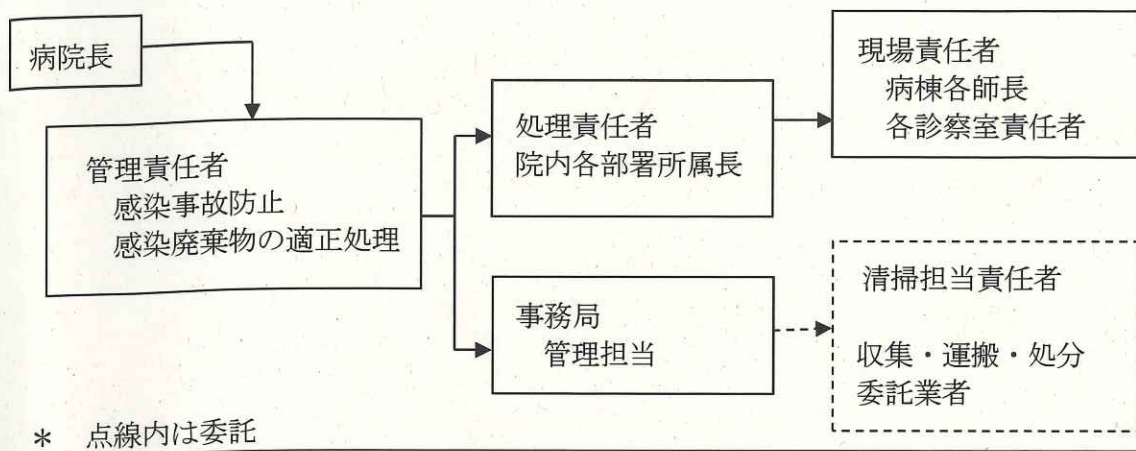 病院長
管理責任者
感染事故防止
感染廃棄物の適正処理
処理責任者
院内各部署所属長
現場責任者
病棟各師長
各診察室責任者
事務局
管理担当
清掃担当責任者
収集・運搬・処分
委託業者
＊ 点線内は委託